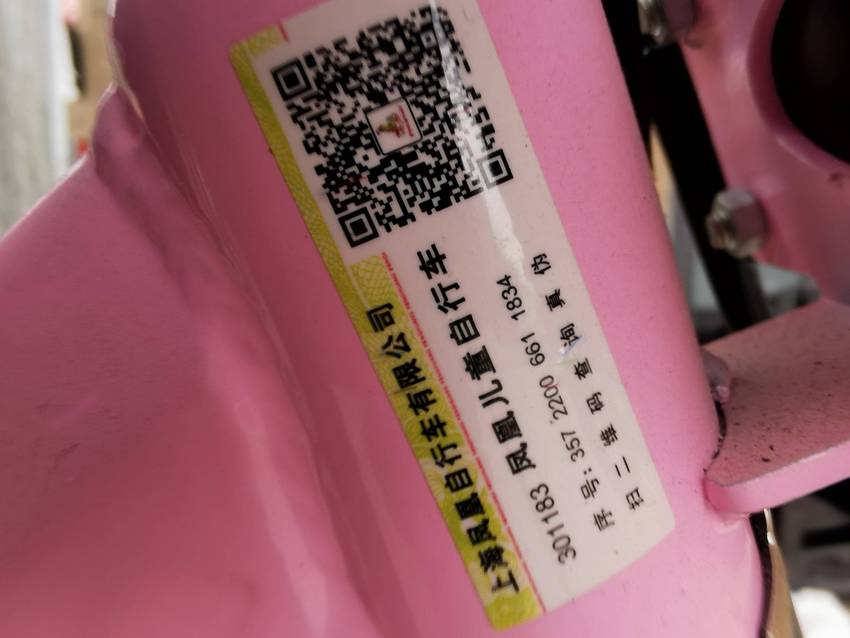 上海凤凰自行车有限公司
301183 凤凰儿童自行车
序号: 357 2200 661 1834
扫二维码查询真伪